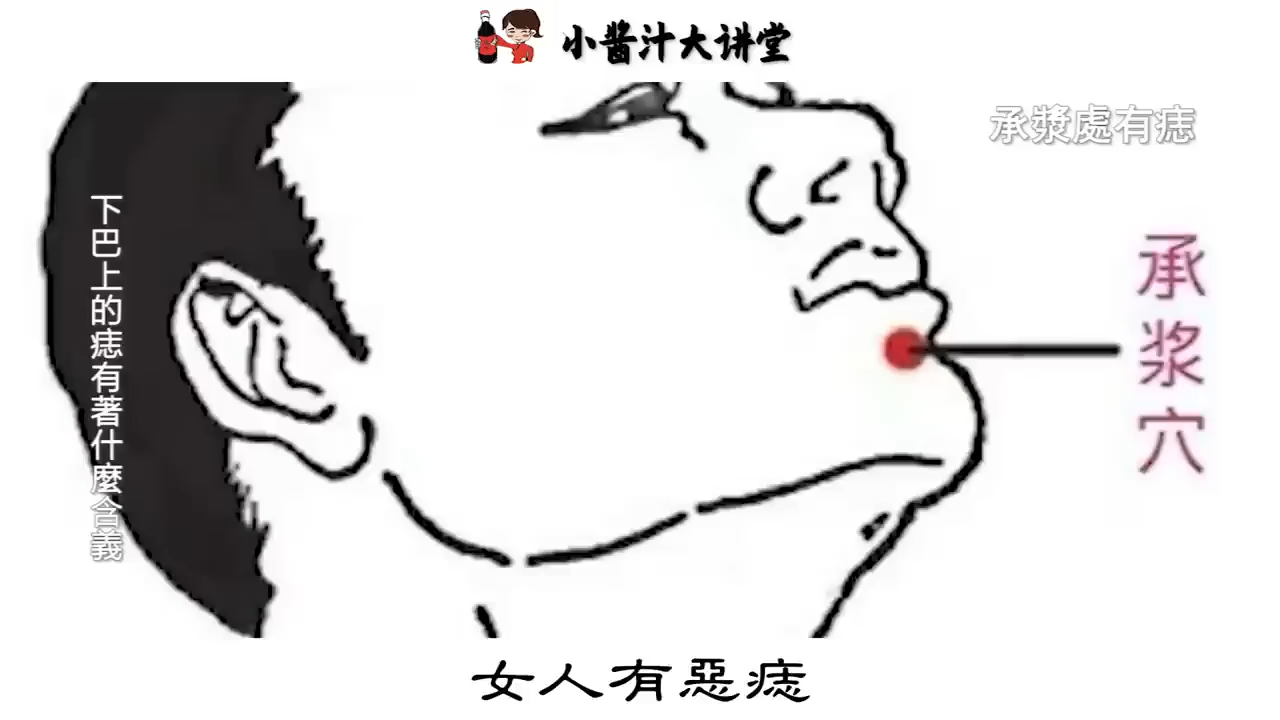 小酱汁大讲堂
承漿處有痣
下巴上的痣有著什麼含義
承浆穴
女人有惡痣